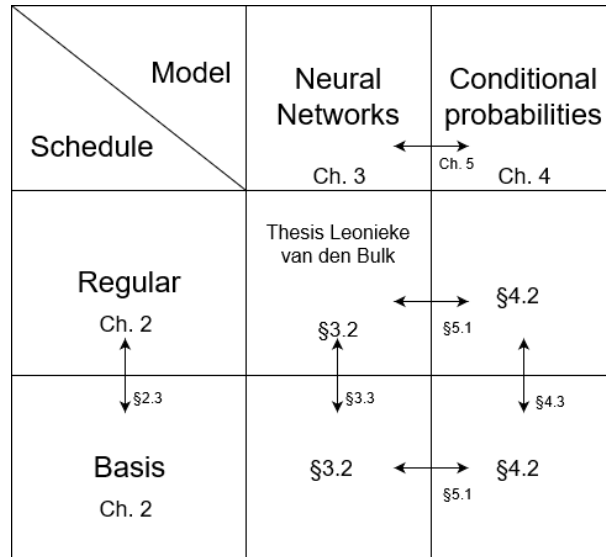 Model
Schedule
Neural
Networks
Ch. 3
Conditional
probabilities
Ch. 5
Ch. 4
Regular
Ch. 2
Thesis Leonieke
van den Bulk
§3.2
§5.1
§4.2
§2.3
§3.3
§4.3
Basis
Ch. 2
§3.2
§5.1
§4.2